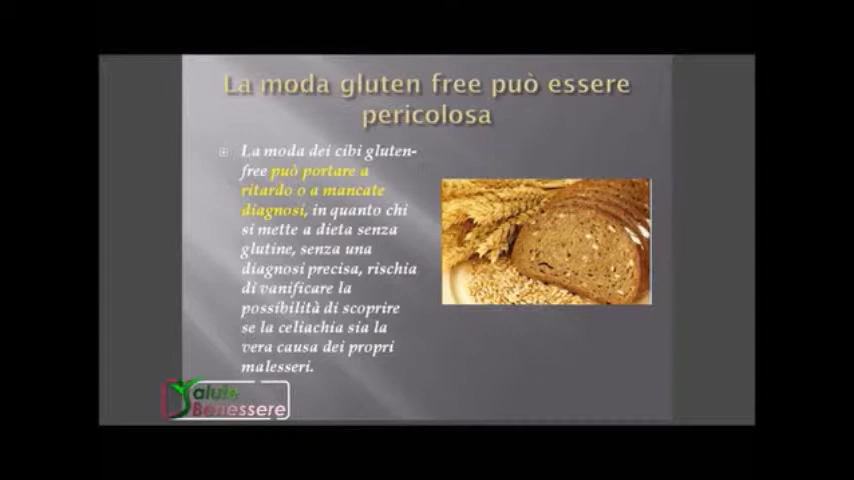 La moda gluten free può essere
pericolosa
La moda dei cibi gluten-
free può portare a
ritardo o a mancate
diagnosi, in quanto chi
si mette a dieta senza
glutine, senza una
diagnosi precisa, rischia
di vanificare la
possibilità di scoprire
se la celiachia sia la
vera causa dei propri
malesseri.
Salute
Benessere